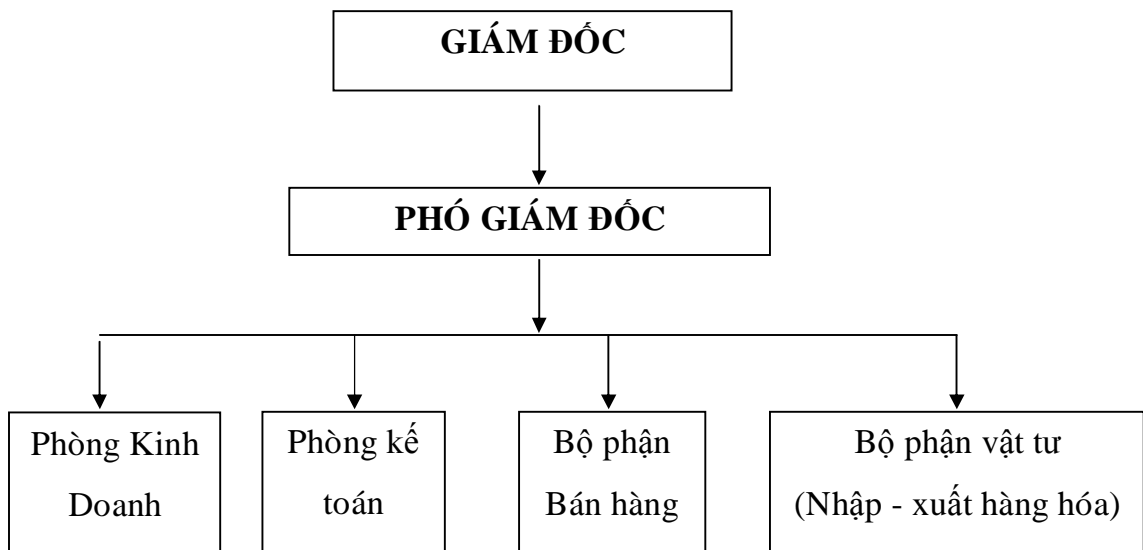 GIÁM ĐỐC
PHÓ GIÁM ĐỐC
Phòng Kinh
Doanh
Phòng kế
toán
Bộ phận
Bán hàng
Bộ phận vật tư
(Nhập - xuất hàng hóa)